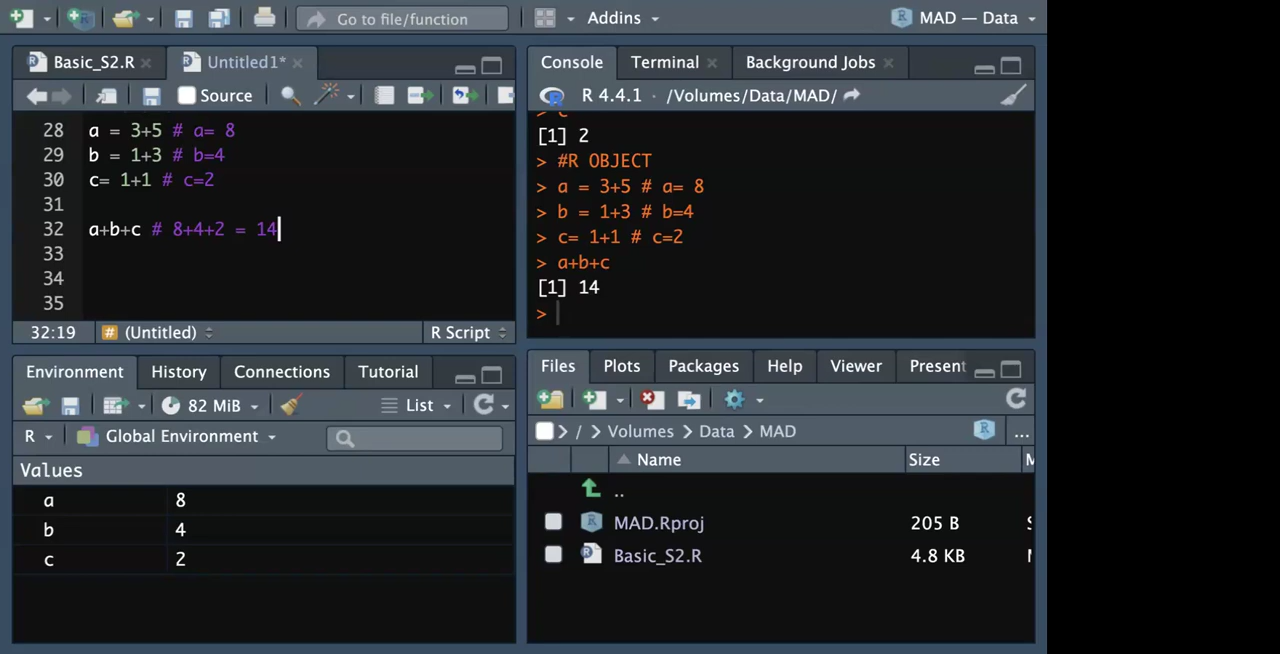 Go to file/function
Addins
MAD — Data
Basic_S2.R
Untitled1*
Source
28 a = 3+5 # a= 8
29 b = 1+3 # b=4
30 c= 1+1 # c=2
31
32 a+b+c # 8+4+2 = 14
33
34
35
32:19
# (Untitled)
R Script
Console Terminal Background Jobs
R 4.4.1 · /Volumes/Data/MAD/
> c
[1] 2
> #R OBJECT
> a = 3+5 # a= 8
> b = 1+3 # b=4
> c= 1+1 # c=2
> a+b+c
[1] 14
>
Environment History Connections Tutorial
82 MiB
List
R
Global Environment
Values
a 8
b 4
c 2
Files Plots Packages Help Viewer Present
/ > Volumes > Data > MAD
R
...
Name Size
..
MAD.Rproj 205 B
Basic_S2.R 4.8 KB